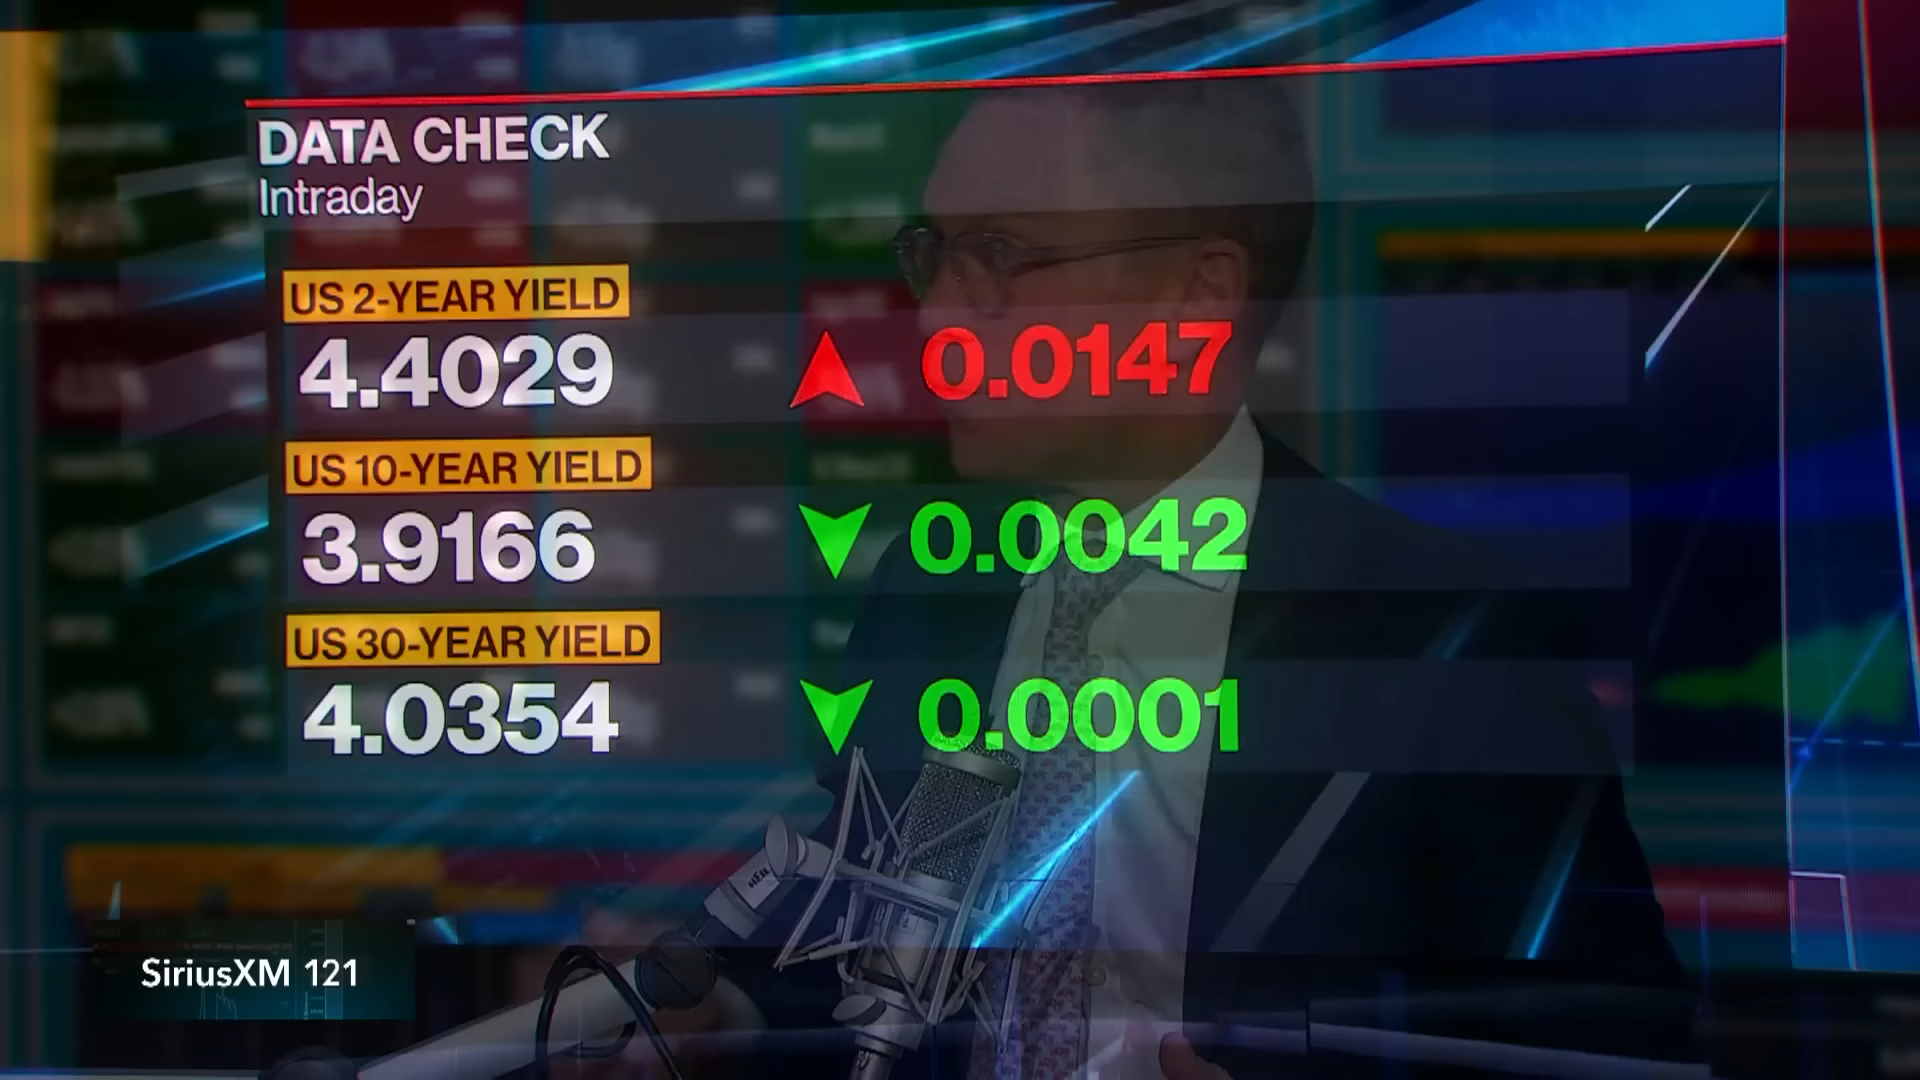 DATA CHECK
Intraday
US 2-YEAR YIELD
4.4029 ▲ 0.0147
US 10-YEAR YIELD
3.9166 ▼ 0.0042
US 30-YEAR YIELD
4.0354 ▼ 0.0001
SiriusXM 121